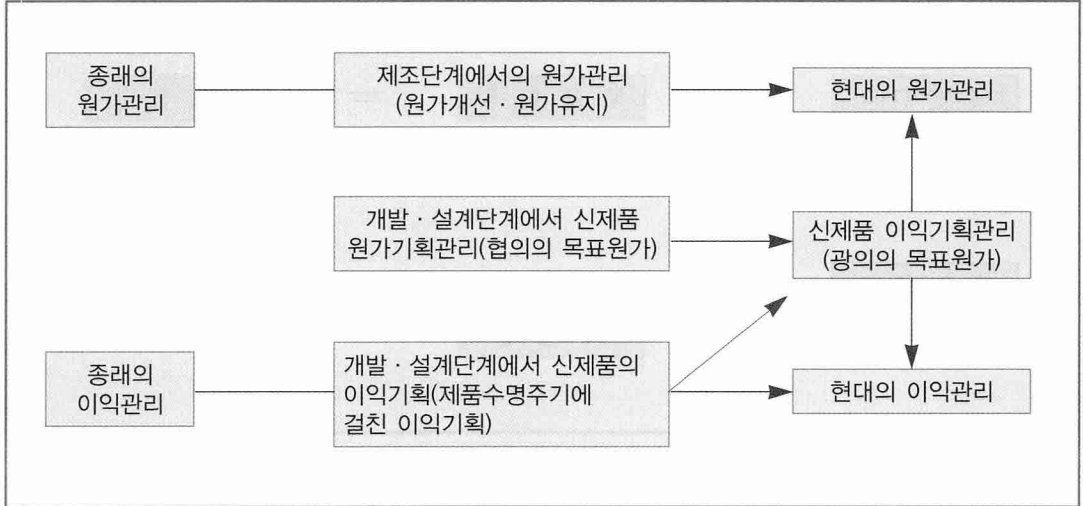 종래의
원가관리
제조단계에서의 원가관리
(원가개선 · 원가유지)
현대의 원가관리
개발 · 설계단계에서 신제품
원가기획관리(협의의 목표원가)
신제품 이익기획관리
(광의의 목표원가)
종래의
이익관리
개발 · 설계단계에서 신제품의
이익기획(제품수명주기에
걸친 이익기획)
현대의 이익관리